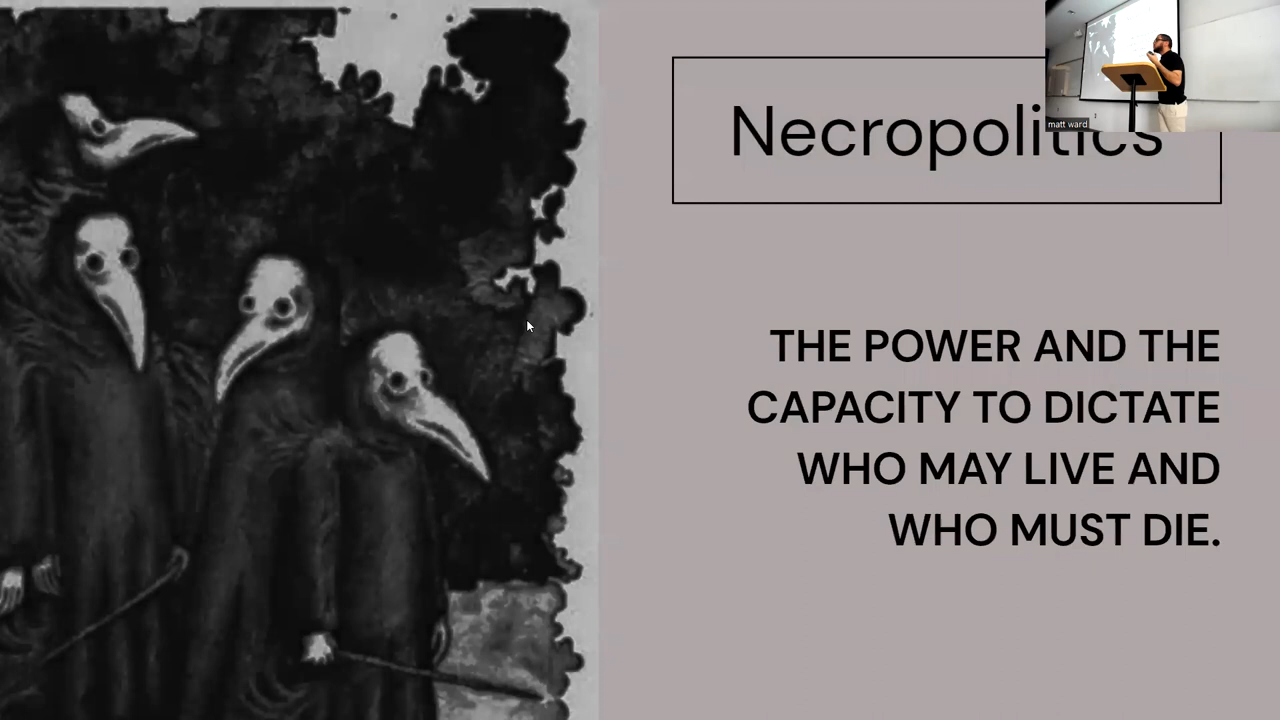 Necropolitics
matt ward
THE POWER AND THE
CAPACITY TO DICTATE
WHO MAY LIVE AND
WHO MUST DIE.